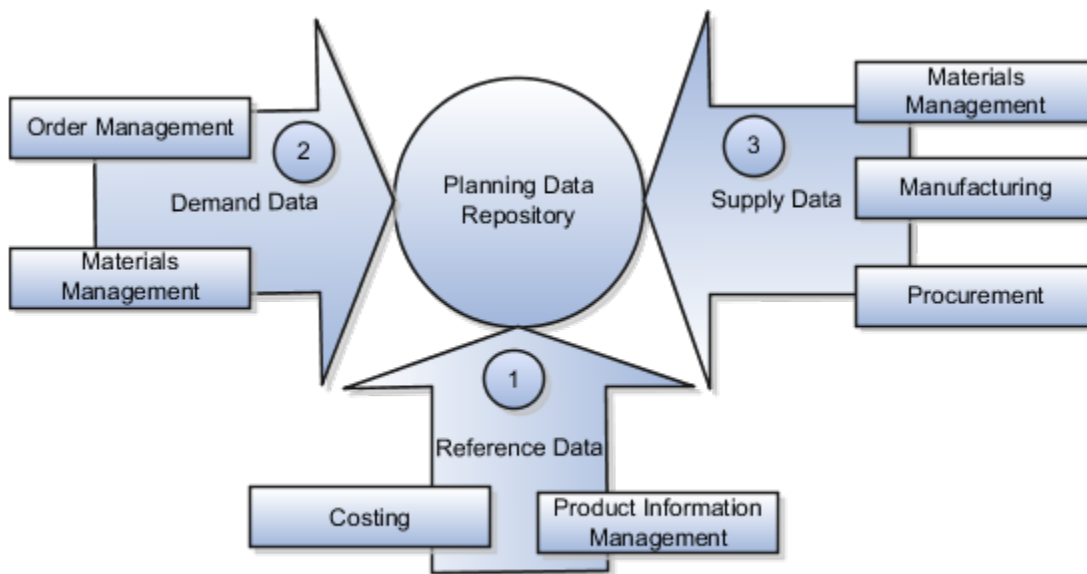 Order Management
2
Demand Data
Materials
Management
Planning Data
Repository
3
Supply Data
Materials
Management
Manufacturing
Procurement
1
Reference Data
Costing
Product Information
Management